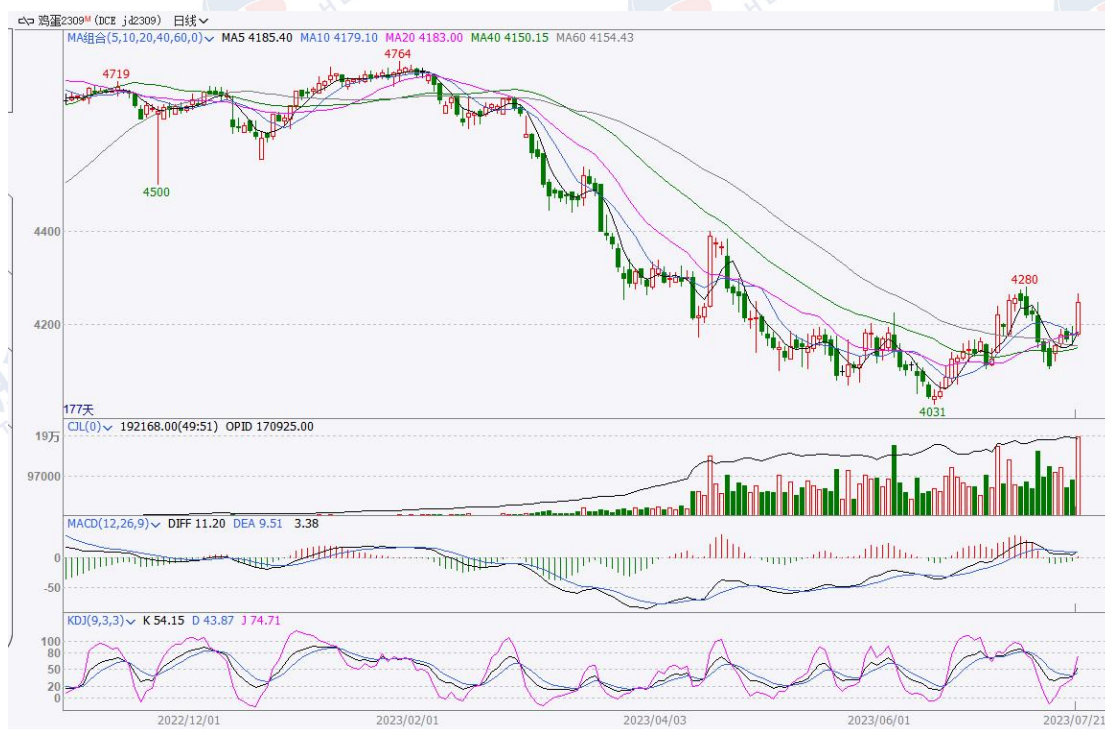 鸡蛋2309M (DCE jd2309) 日线
MA组合(5,10,20,40,60,0) MA5 4185.40 MA10 4179.10 MA20 4183.00 MA40 4150.15 MA60 4154.43
4764
4719
4500
4400
4280
4200
4031
177天
CJL(0) 192168.00(49:51) OPID 170925.00
19万
97000
MACD(12,26,9) DIFF 11.20 DEA 9.51 3.38
0
-50
KDJ(9,3,3) K 54.15 D 43.87 J 74.71
100
80
50
20
0
2022/12/01 2023/02/01 2023/04/03 2023/06/01 2023/07/21